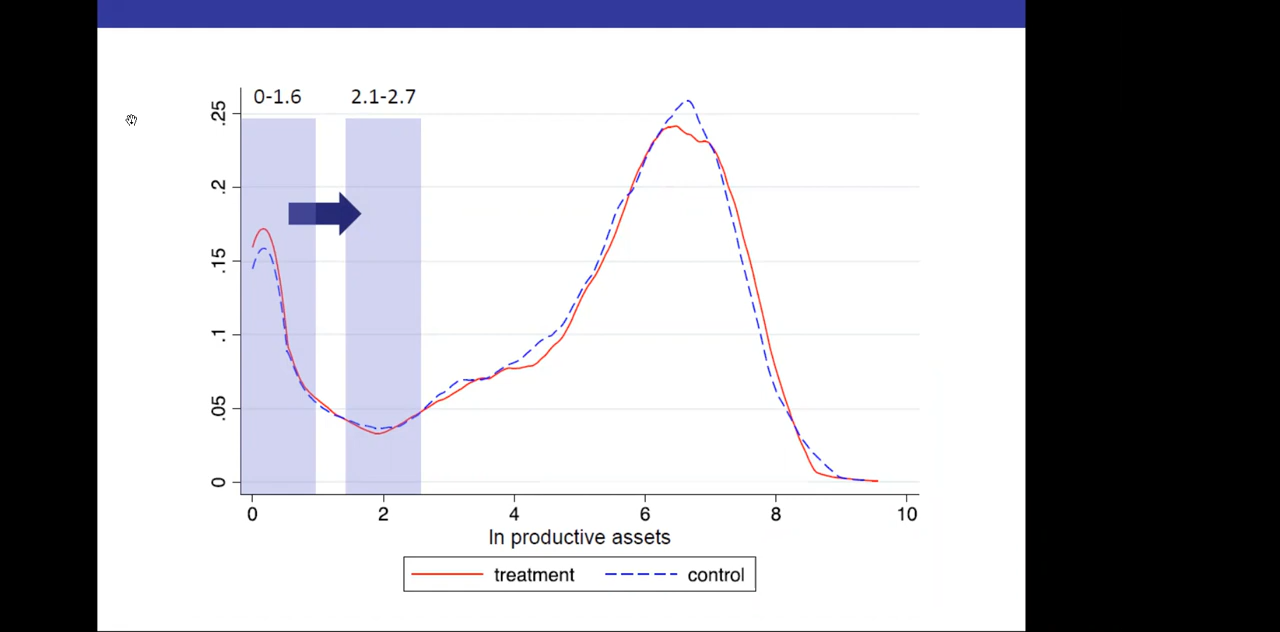 0-1.6
2.1-2.7
.25
.2
.15
.1
.05
0
0 2 4 6 8 10
ln productive assets
treatment control